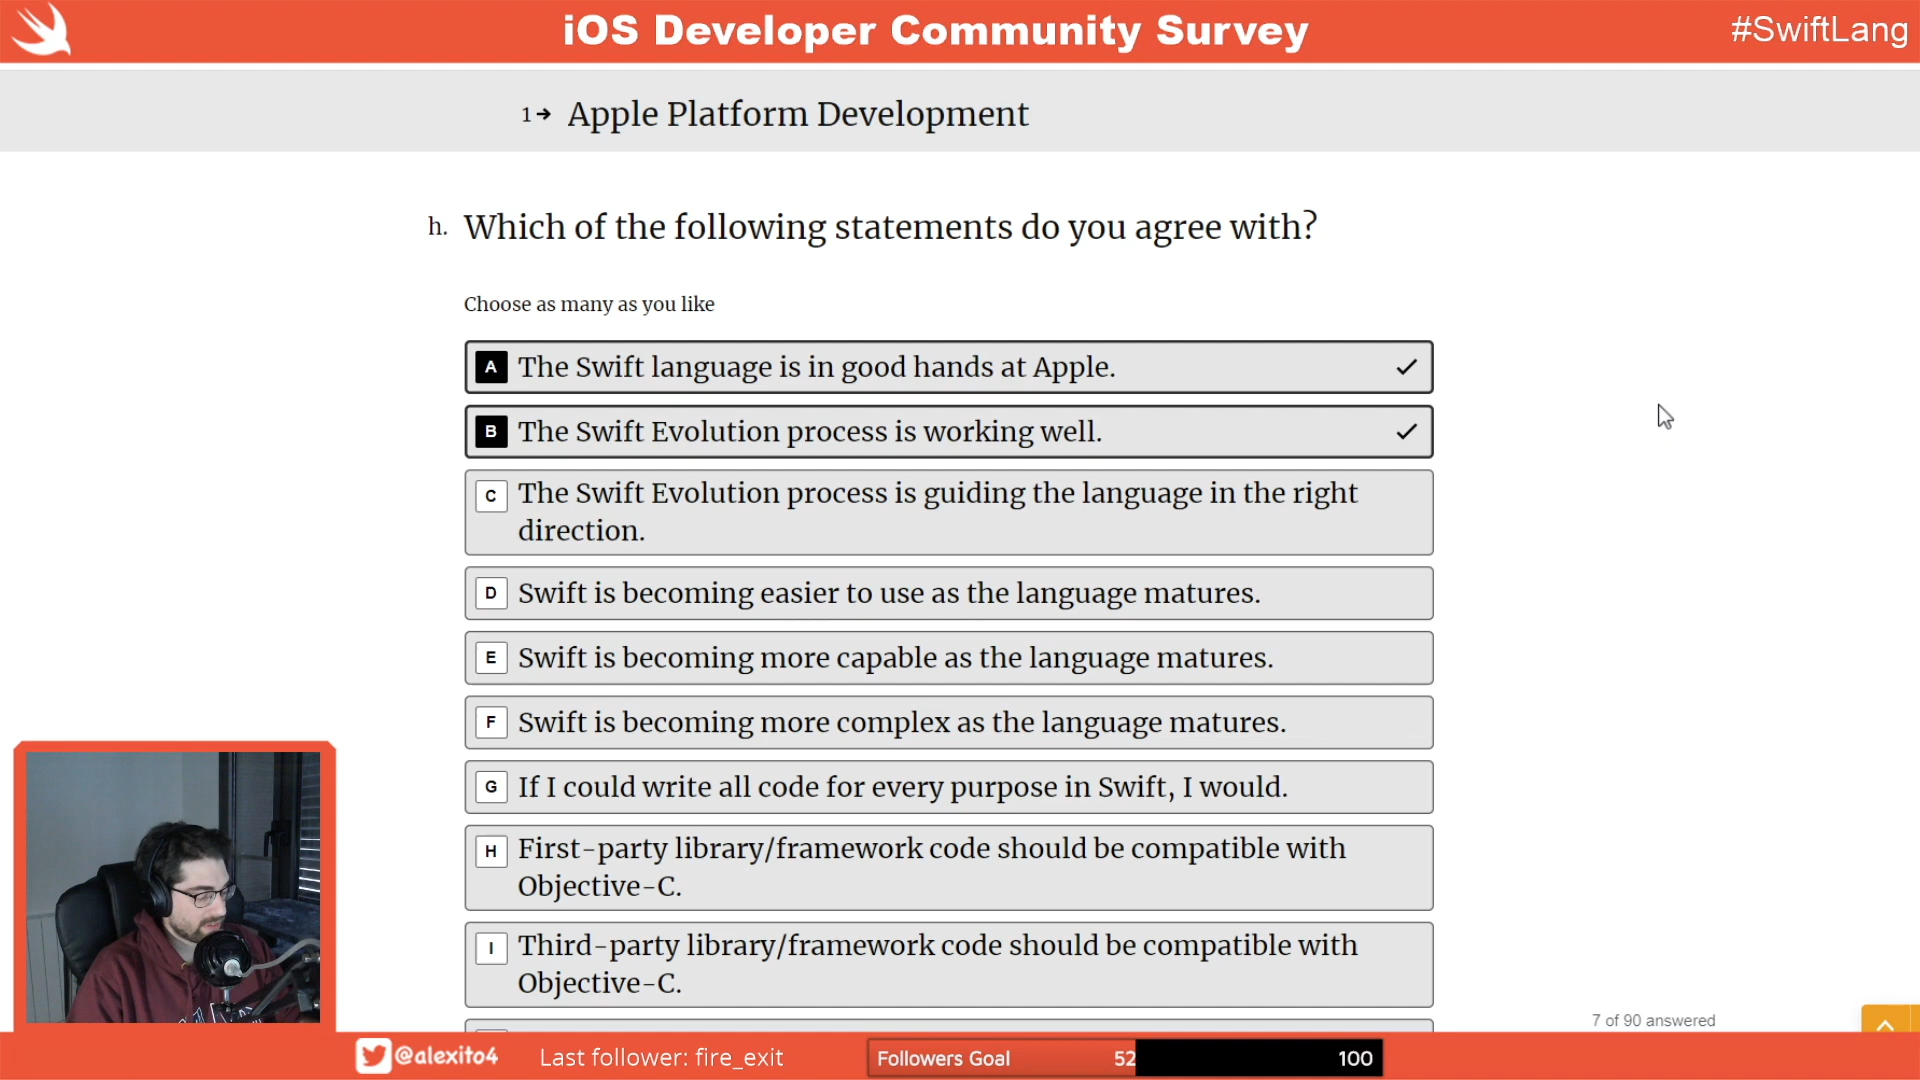 iOS Developer Community Survey
#SwiftLang
1→ Apple Platform Development
h. Which of the following statements do you agree with?
Choose as many as you like
A The Swift language is in good hands at Apple.
B The Swift Evolution process is working well.
C The Swift Evolution process is guiding the language in the right
direction.
D Swift is becoming easier to use as the language matures.
E Swift is becoming more capable as the language matures.
F Swift is becoming more complex as the language matures.
G If I could write all code for every purpose in Swift, I would.
H First-party library/framework code should be compatible with
Objective-C.
I Third-party library/framework code should be compatible with
Objective-C.
7 of 90 answered
@alexito4
Last follower: fire_exit
Followers Goal 52 100